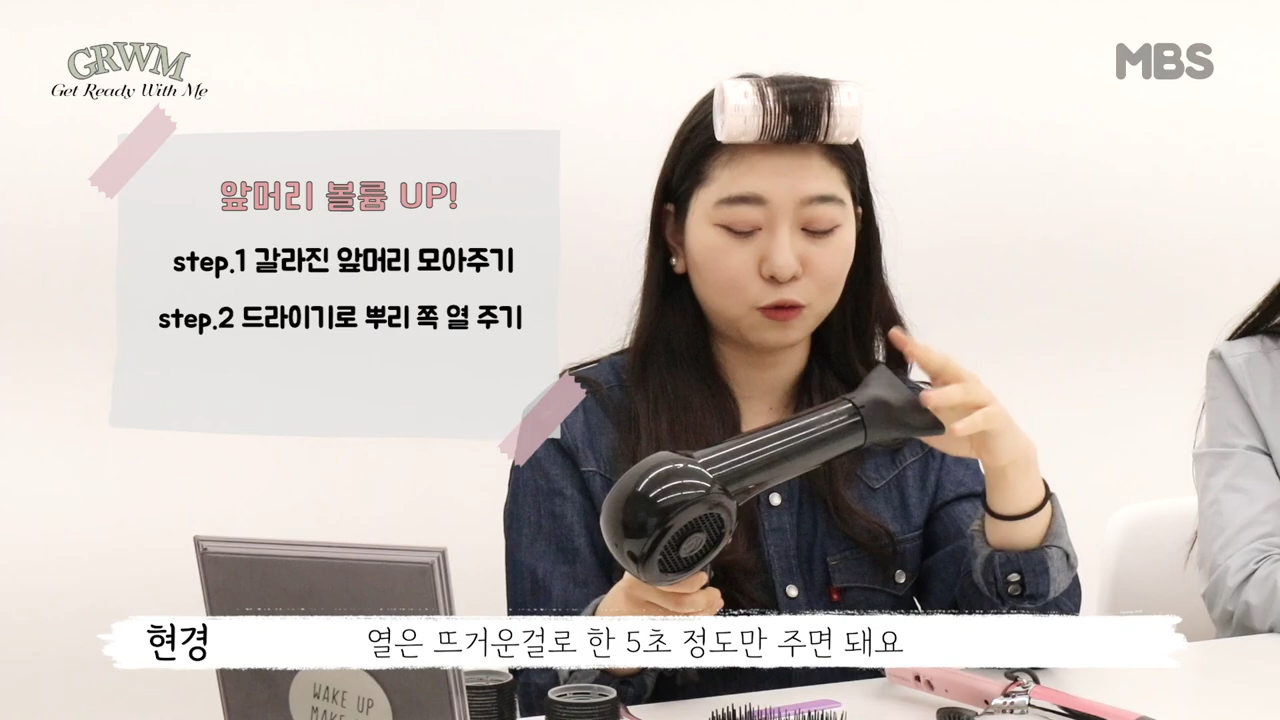 GRWM
Get Ready With Me
MBS
앞머리 볼륨 UP!
step.1 갈라진 앞머리 모아주기
step.2 드라이기로 뿌리 쪽 열 주기
현경
열은 뜨거운걸로 한 5초 정도만 주면 돼요
WAKE UP